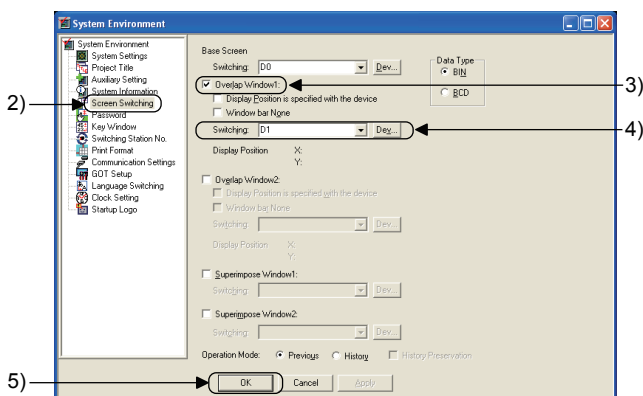 System Environment
System Environment
System Settings
Project Title
Auxiliary Setting
System Information
Screen Switching
Password
Key Window
Switching Station No.
Print Format
Communication Settings
GOT Setup
Language Switching
Clock Setting
Startup Logo
2)
Base Screen
Switching: D0 Dev...
Data Type
BIN
BCD
Overlap Window1:
3)
Display Position is specified with the device
Window bar None
Switching: D1 Dev...
4)
Display Position X:
Y:
Overlap Window2:
Display Position is specified with the device
Window bar None
Switching: Dev...
Display Position X:
Y:
Superimpose Window1:
Switching: Dev...
Superimpose Window2:
Switching: Dev...
Operation Mode: Previous History History Preservation
5)
OK Cancel Apply